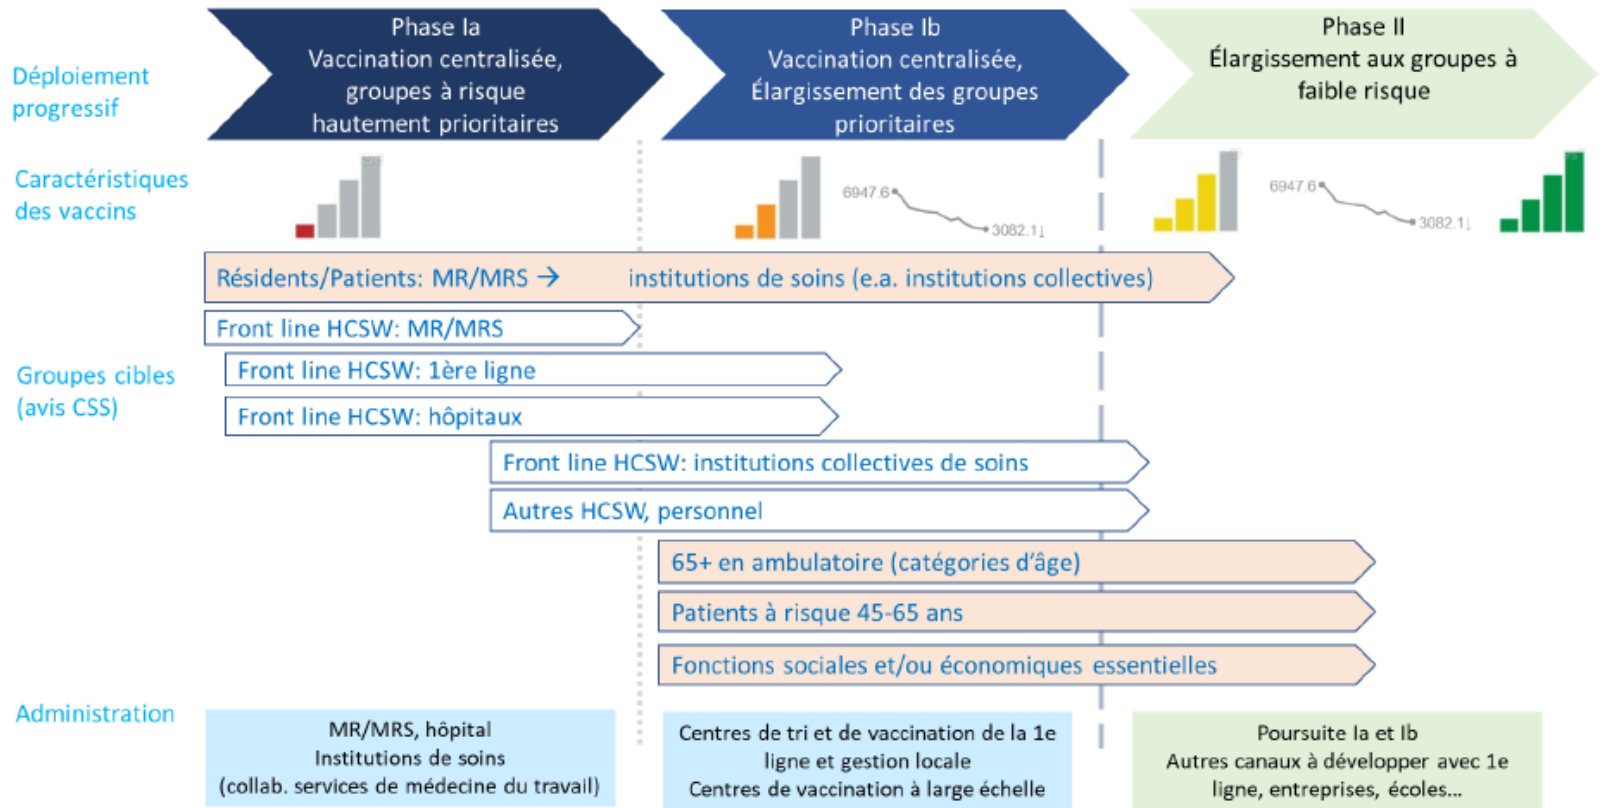 Phase Ia
Vaccination centralisée,
groupes à risque
hautement prioritaires
Phase Ib
Vaccination centralisée,
Élargissement des groupes
prioritaires
Phase II
Élargissement aux groupes à
faible risque
Déploiement
progressif
Caractéristiques
des vaccins
6947.6
3082.1↓
6947.6
3082.1↓
Résidents/Patients: MR/MRS → institutions de soins (e.a. institutions collectives)
Front line HCSW: MR/MRS
Front line HCSW: 1ère ligne
Groupes cibles
(avis CSS)
Front line HCSW: hôpitaux
Front line HCSW: institutions collectives de soins
Autres HCSW, personnel
65+ en ambulatoire (catégories d'âge)
Patients à risque 45-65 ans
Fonctions sociales et/ou économiques essentielles
Administration
MR/MRS, hôpital
Institutions de soins
(collab. services de médecine du travail)
Centres de tri et de vaccination de la 1e
ligne et gestion locale
Centres de vaccination à large échelle
Poursuite Ia et Ib
Autres canaux à développer avec 1e
ligne, entreprises, écoles...